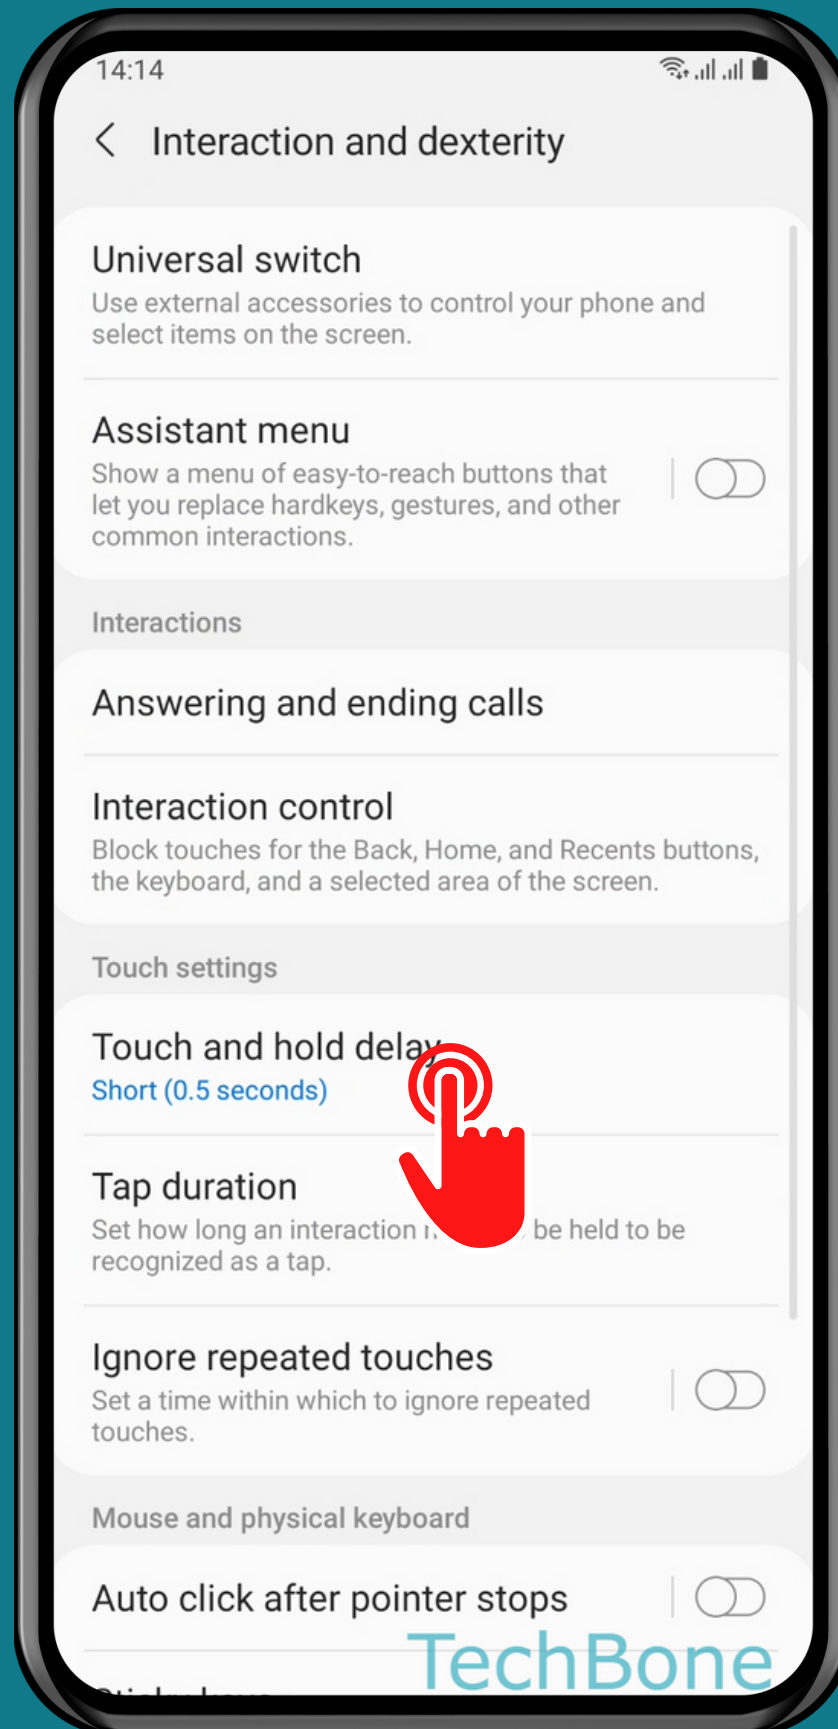 14:14
Interaction and dexterity
Universal switch
Use external accessories to control your phone and
select items on the screen.
Assistant menu
Show a menu of easy-to-reach buttons that
let you replace hardkeys, gestures, and other
common interactions.
Interactions
Answering and ending calls
Interaction control
Block touches for the Back, Home, and Recents buttons,
the keyboard, and a selected area of the screen.
Touch settings
Touch and hold delay
Short (0.5 seconds)
Tap duration
Set how long an interaction be held to be
recognized as a tap.
Ignore repeated touches
Set a time within which to ignore repeated
touches.
Mouse and physical keyboard
Auto click after pointer stops
TechBone